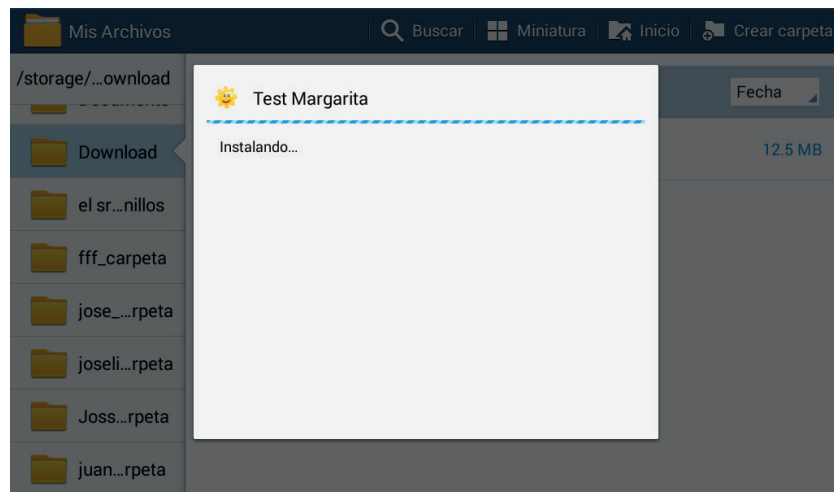 Mis Archivos
Buscar
Miniatura
Inicio
Crear carpeta
/storage/...ownload
Fecha
Test Margarita
Instalando...
Download
12.5 MB
el sr...nillos
fff_carpeta
jose_...rpeta
joseli...rpeta
Joss...rpeta
juan...rpeta